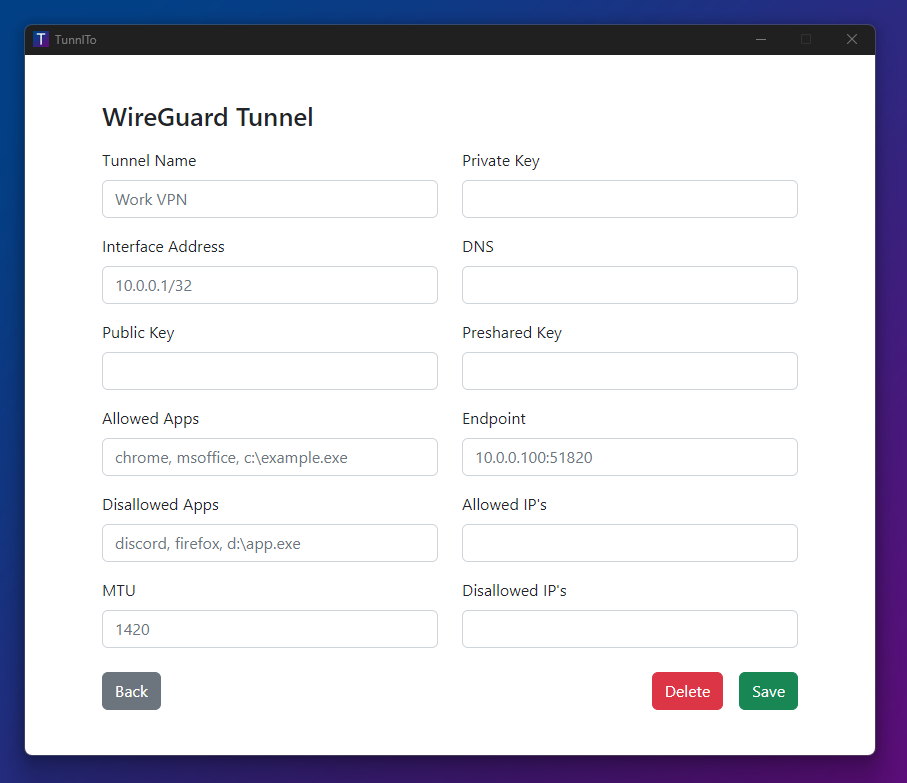 T TunnlTo
WireGuard Tunnel
Tunnel Name
Private Key
Work VPN
Interface Address
DNS
10.0.0.1/32
Public Key
Preshared Key
Allowed Apps
Endpoint
chrome, msoffice, c:\example.exe
10.0.0.100:51820
Disallowed Apps
Allowed IP's
discord, firefox, d:\app.exe
MTU
Disallowed IP's
1420
Back
Delete
Save